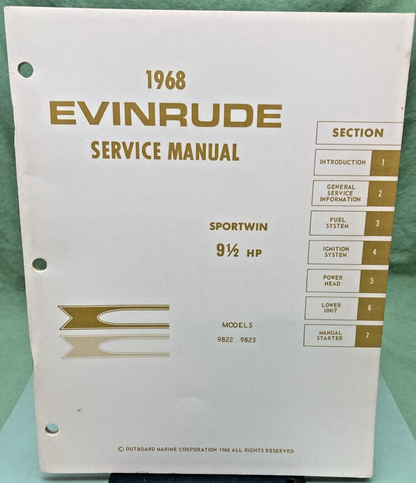 1968
EVINRUDE
SERVICE MANUAL
SPORTWIN
9½ HP
MODELS
9822 9823
SECTION
INTRODUCTION 1
GENERAL
SERVICE 2
INFORMATION
FUEL
SYSTEM 3
IGNITION
SYSTEM 4
POWER
HEAD 5
LOWER
UNIT 6
MANUAL
STARTER 7
© OUTBOARD MARINE CORPORATION 1968 ALL RIGHTS RESERVED